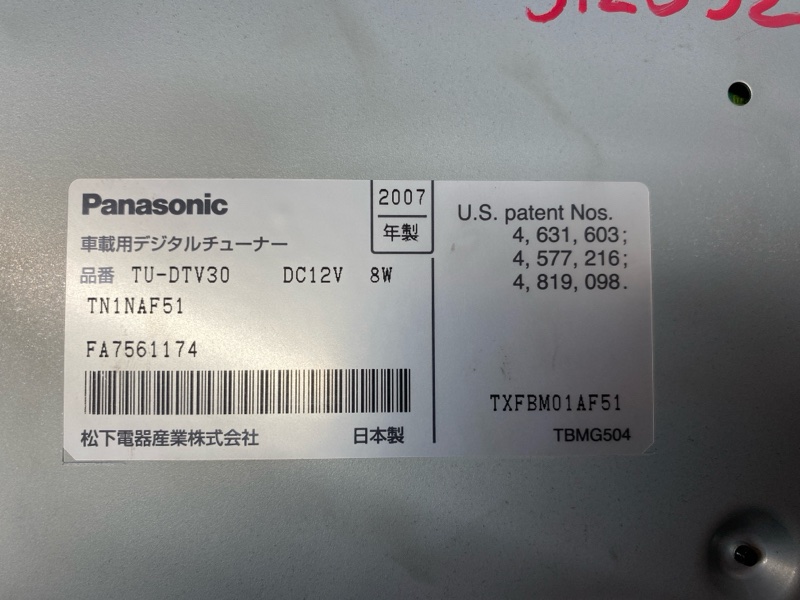 Panasonic
2007
年製
車載用デジタルチューナー
品番 TU-DTV30 DC12V 8W
TN1NAF51
FA7561174
松下電器産業株式会社 日本製
U.S. patent Nos.
4, 631, 603;
4, 577, 216;
4, 819, 098.
TXFBM01AF51
TBMG504